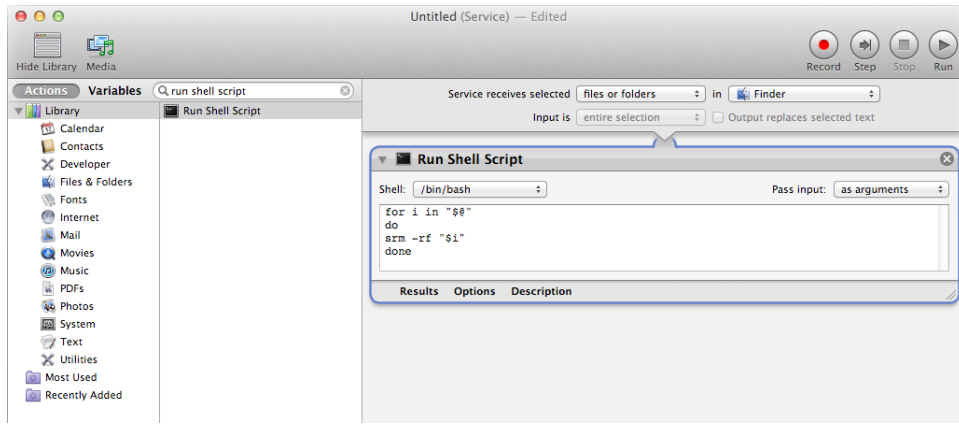 Untitled (Service) — Edited
Hide Library Media
Record Step Stop Run
Actions Variables run shell script
Library
Calendar
Contacts
Developer
Files & Folders
Fonts
Internet
Mail
Movies
Music
PDFs
Photos
System
Text
Utilities
Most Used
Recently Added
Run Shell Script
Service receives selected files or folders in Finder
Input is entire selection Output replaces selected text
Run Shell Script
Shell: /bin/bash Pass input: as arguments
for i in "$@"
do
srm -rf "$i"
done
Results Options Description